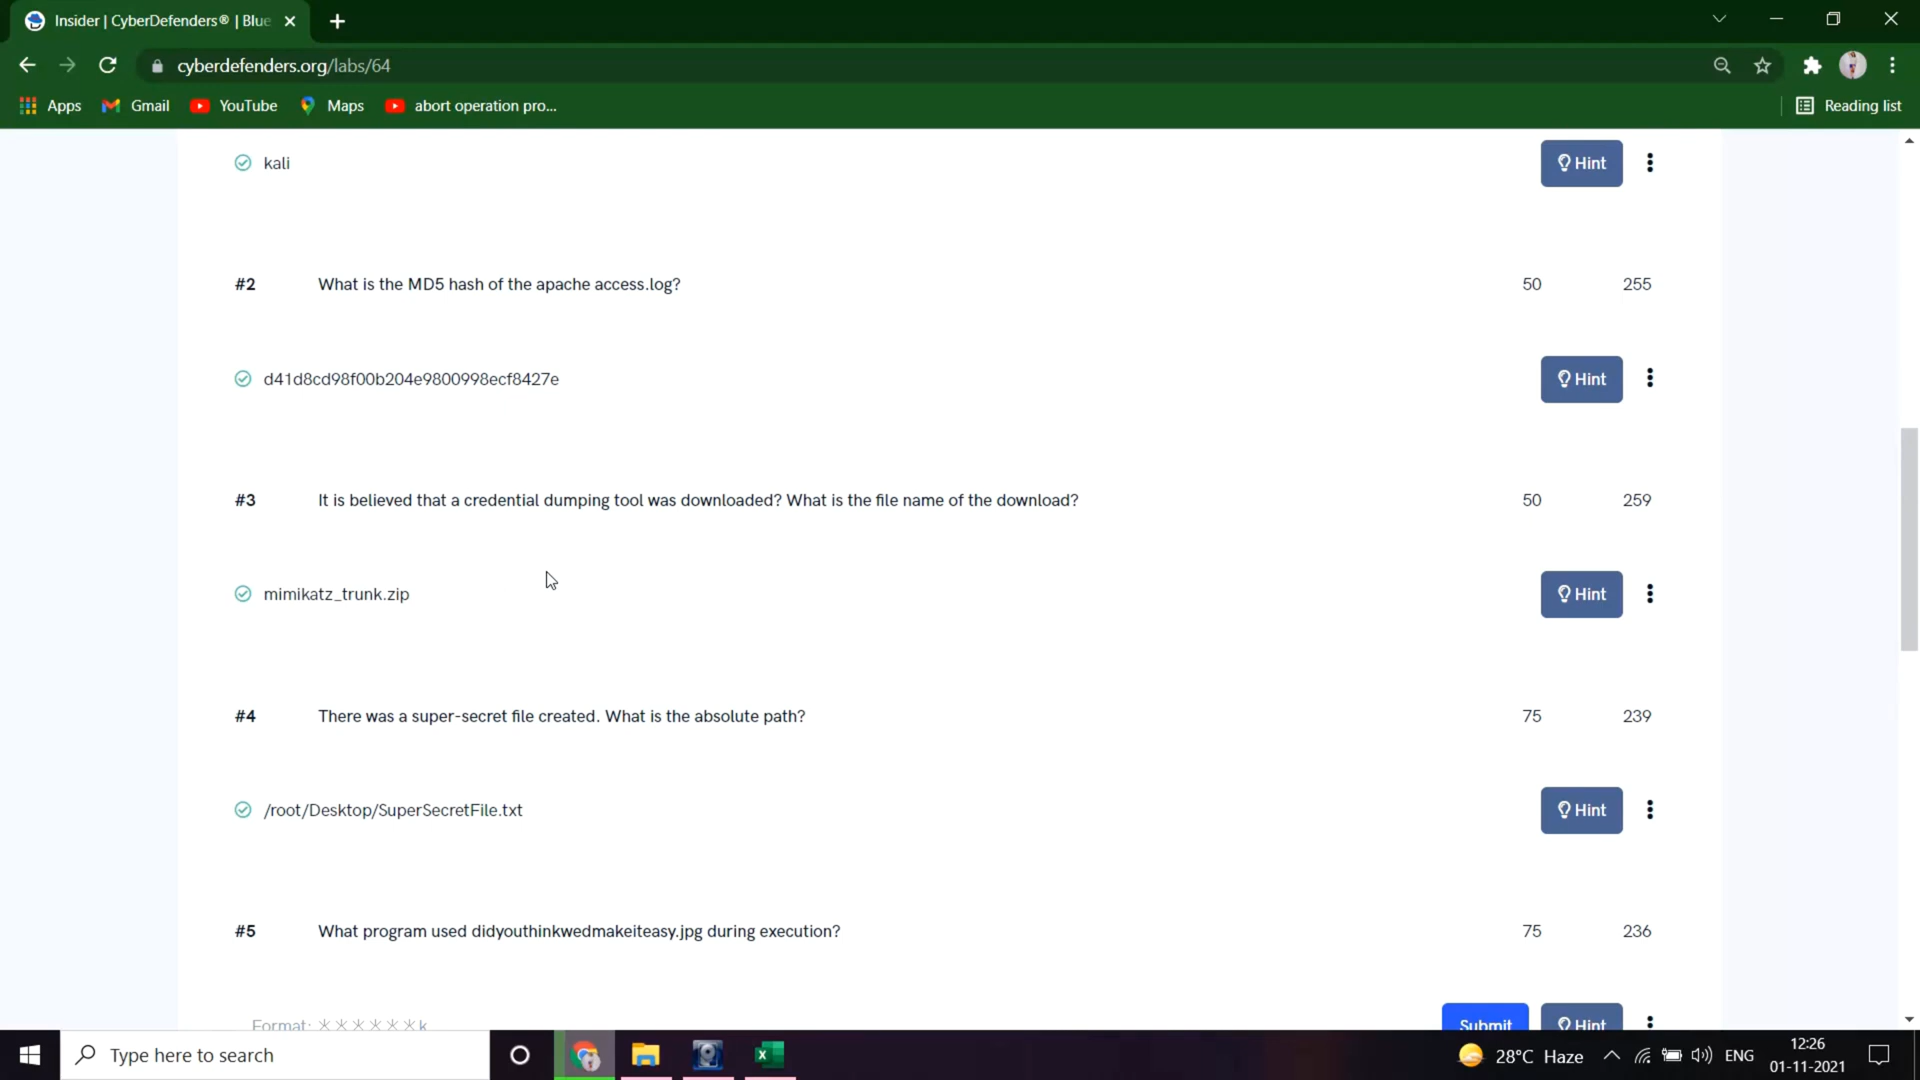 Insider | CyberDefenders® | Blue
cyberdefenders.org/labs/64
Apps
Gmail
YouTube
Maps
abort operation pro...
Reading list
kali
Hint
#2 What is the MD5 hash of the apache access.log? 50 255
d41d8cd98f00b204e9800998ecf8427e
Hint
#3 It is believed that a credential dumping tool was downloaded? What is the file name of the download? 50 259
mimikatz_trunk.zip
Hint
#4 There was a super-secret file created. What is the absolute path? 75 239
/root/Desktop/SuperSecretFile.txt
Hint
#5 What program used didyouthinkwedmakeiteasy.jpg during execution? 75 236
Format: ******k
Submit
Hint
Type here to search
28°C Haze
ENG
12:26
01-11-2021